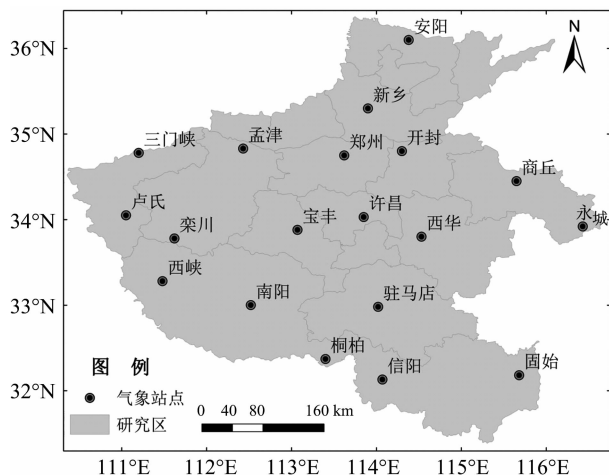 36°N
35°N
34°N
33°N
32°N
安阳
N
新乡
三门峡
孟津
郑州
开封
商丘
卢氏
栾川
宝丰
许昌
西华
永城
西峡
南阳
驻马店
桐柏
信阳
固始
图 例
气象站点
研究区
0 40 80 160 km
111°E 112°E 113°E 114°E 115°E 116°E